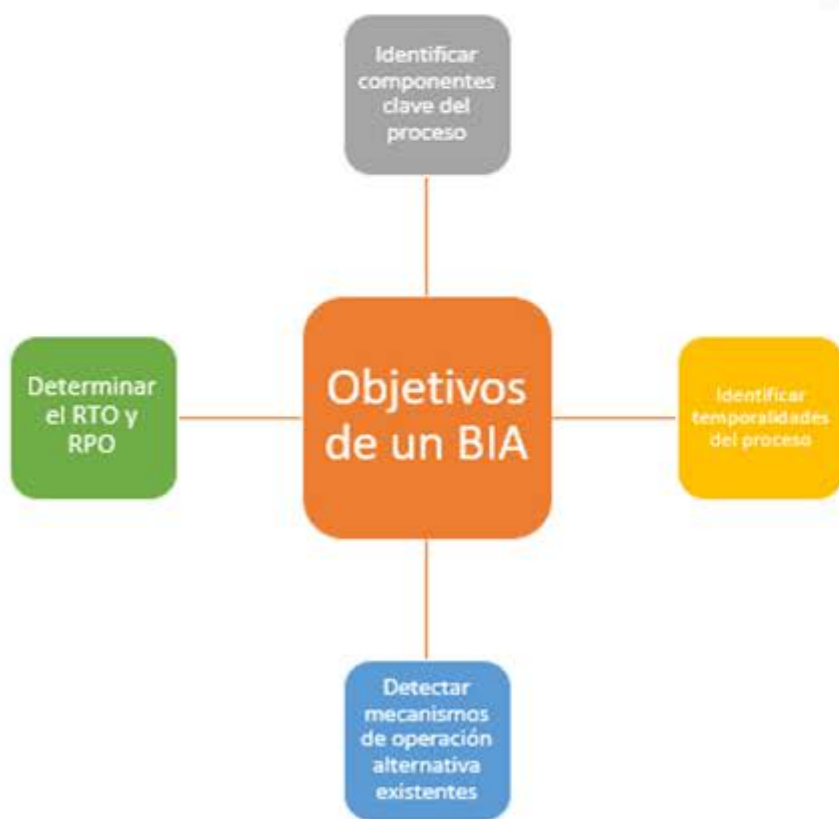 Identificar
componentes
clave del
proceso
Determinar
el RTO y
RPO
Objetivos
de un BIA
Identificar
temporalidades
del proceso
Detectar
mecanismos
de operación
alternativa
existentes